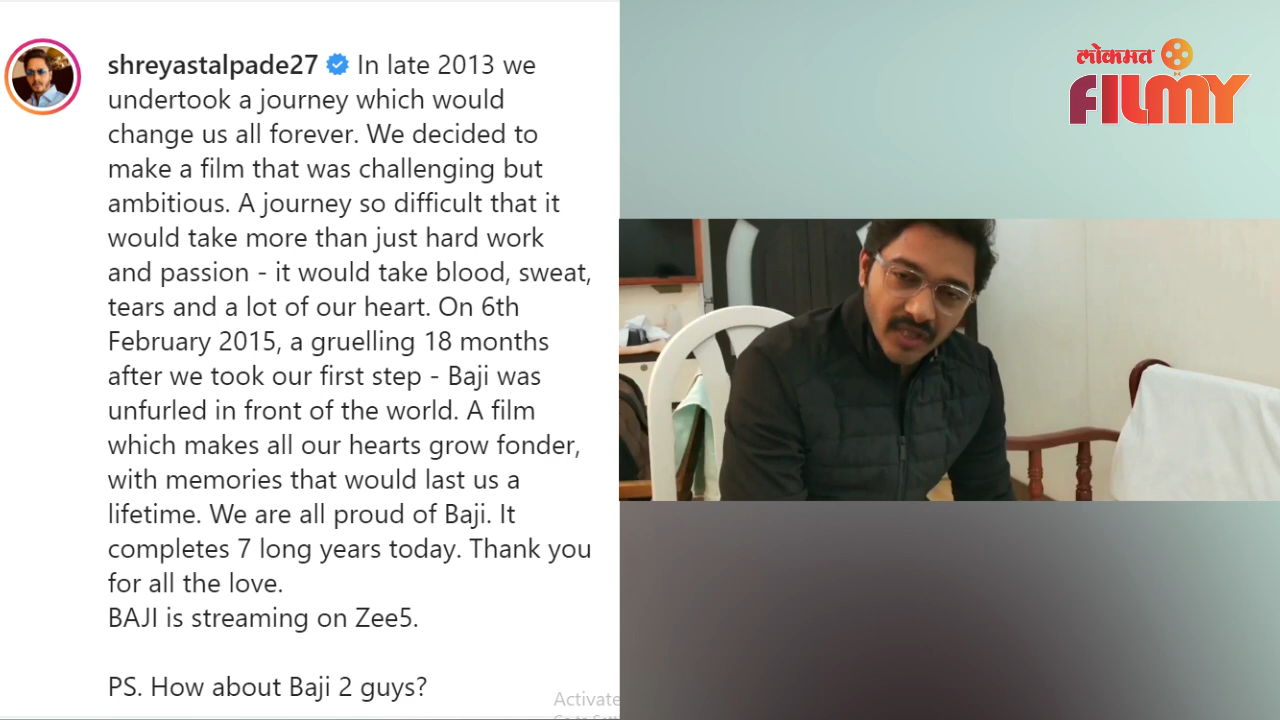 shreyastalpade27 In late 2013 we
undertook a journey which would
change us all forever. We decided to
make a film that was challenging but
ambitious. A journey so difficult that it
would take more than just hard work
and passion - it would take blood, sweat,
tears and a lot of our heart. On 6th
February 2015, a gruelling 18 months
after we took our first step - Baji was
unfurled in front of the world. A film
which makes all our hearts grow fonder,
with memories that would last us a
lifetime. We are all proud of Baji. It
completes 7 long years today. Thank you
for all the love.
BAJI is streaming on Zee5.
PS. How about Baji 2 guys?
Activate
लोकमत
FILMY